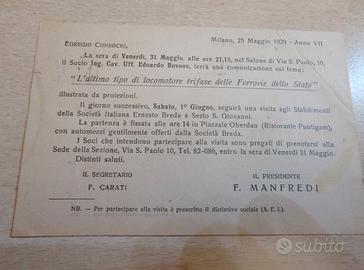 Milano, 25 Maggio 1929 - Anno VII
EGREGIO CONSOCIO,
La sera di Venerdì, 31 Maggio, alle ore 21,15, nel Salone di Via S. Paolo, 10,
il Socio Ing. Cav. Uff. Edoardo Bovone, terrà una comunicazione sul tema:
"L'ultimo tipo di locomotore trifase delle Ferrovie dello Stato"
illustrata da proiezioni.
Il giorno successivo, Sabato, 1° Giugno, seguirà una visita agli Stabilimenti
della Società Italiana Ernesto Breda a Sesto S. Giovanni.
La partenza è fissata alle ore 14 in Piazzale Oberdan (Ristorante Puntigam),
con automezzi gentilmente offerti dalla Società Breda.
I Soci che intendono partecipare alla visita sono pregati di prenotarsi alla
Sede della Sezione, Via S. Paolo 10, Tel. 82-086, entro la sera di Venerdì 31 Maggio.
Distinti saluti.
IL SEGRETARIO
IL PRESIDENTE
F. CARATI
F. MANFREDI
NB. - Per partecipare alla visita è prescritto il distintivo sociale (A. E. I.).
subito